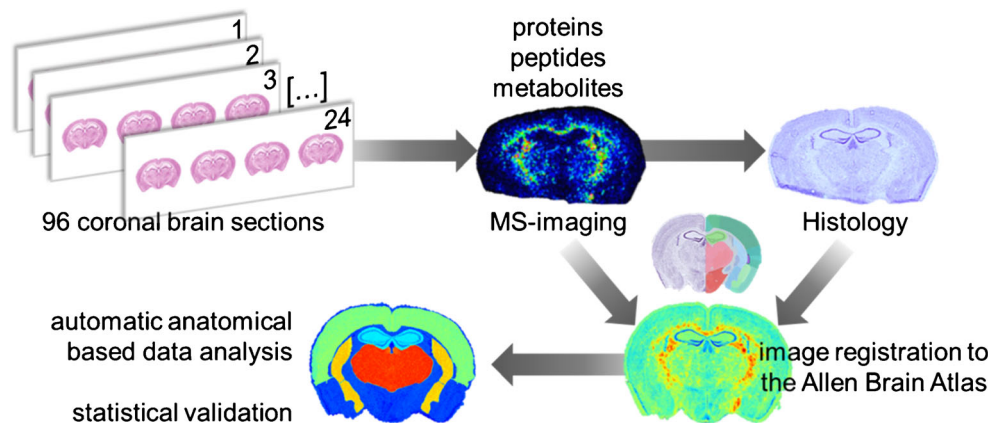 1
2
3
[...]
24
96 coronal brain sections
proteins
peptides
metabolites
MS-imaging
Histology
image registration to
the Allen Brain Atlas
automatic anatomical
based data analysis
statistical validation